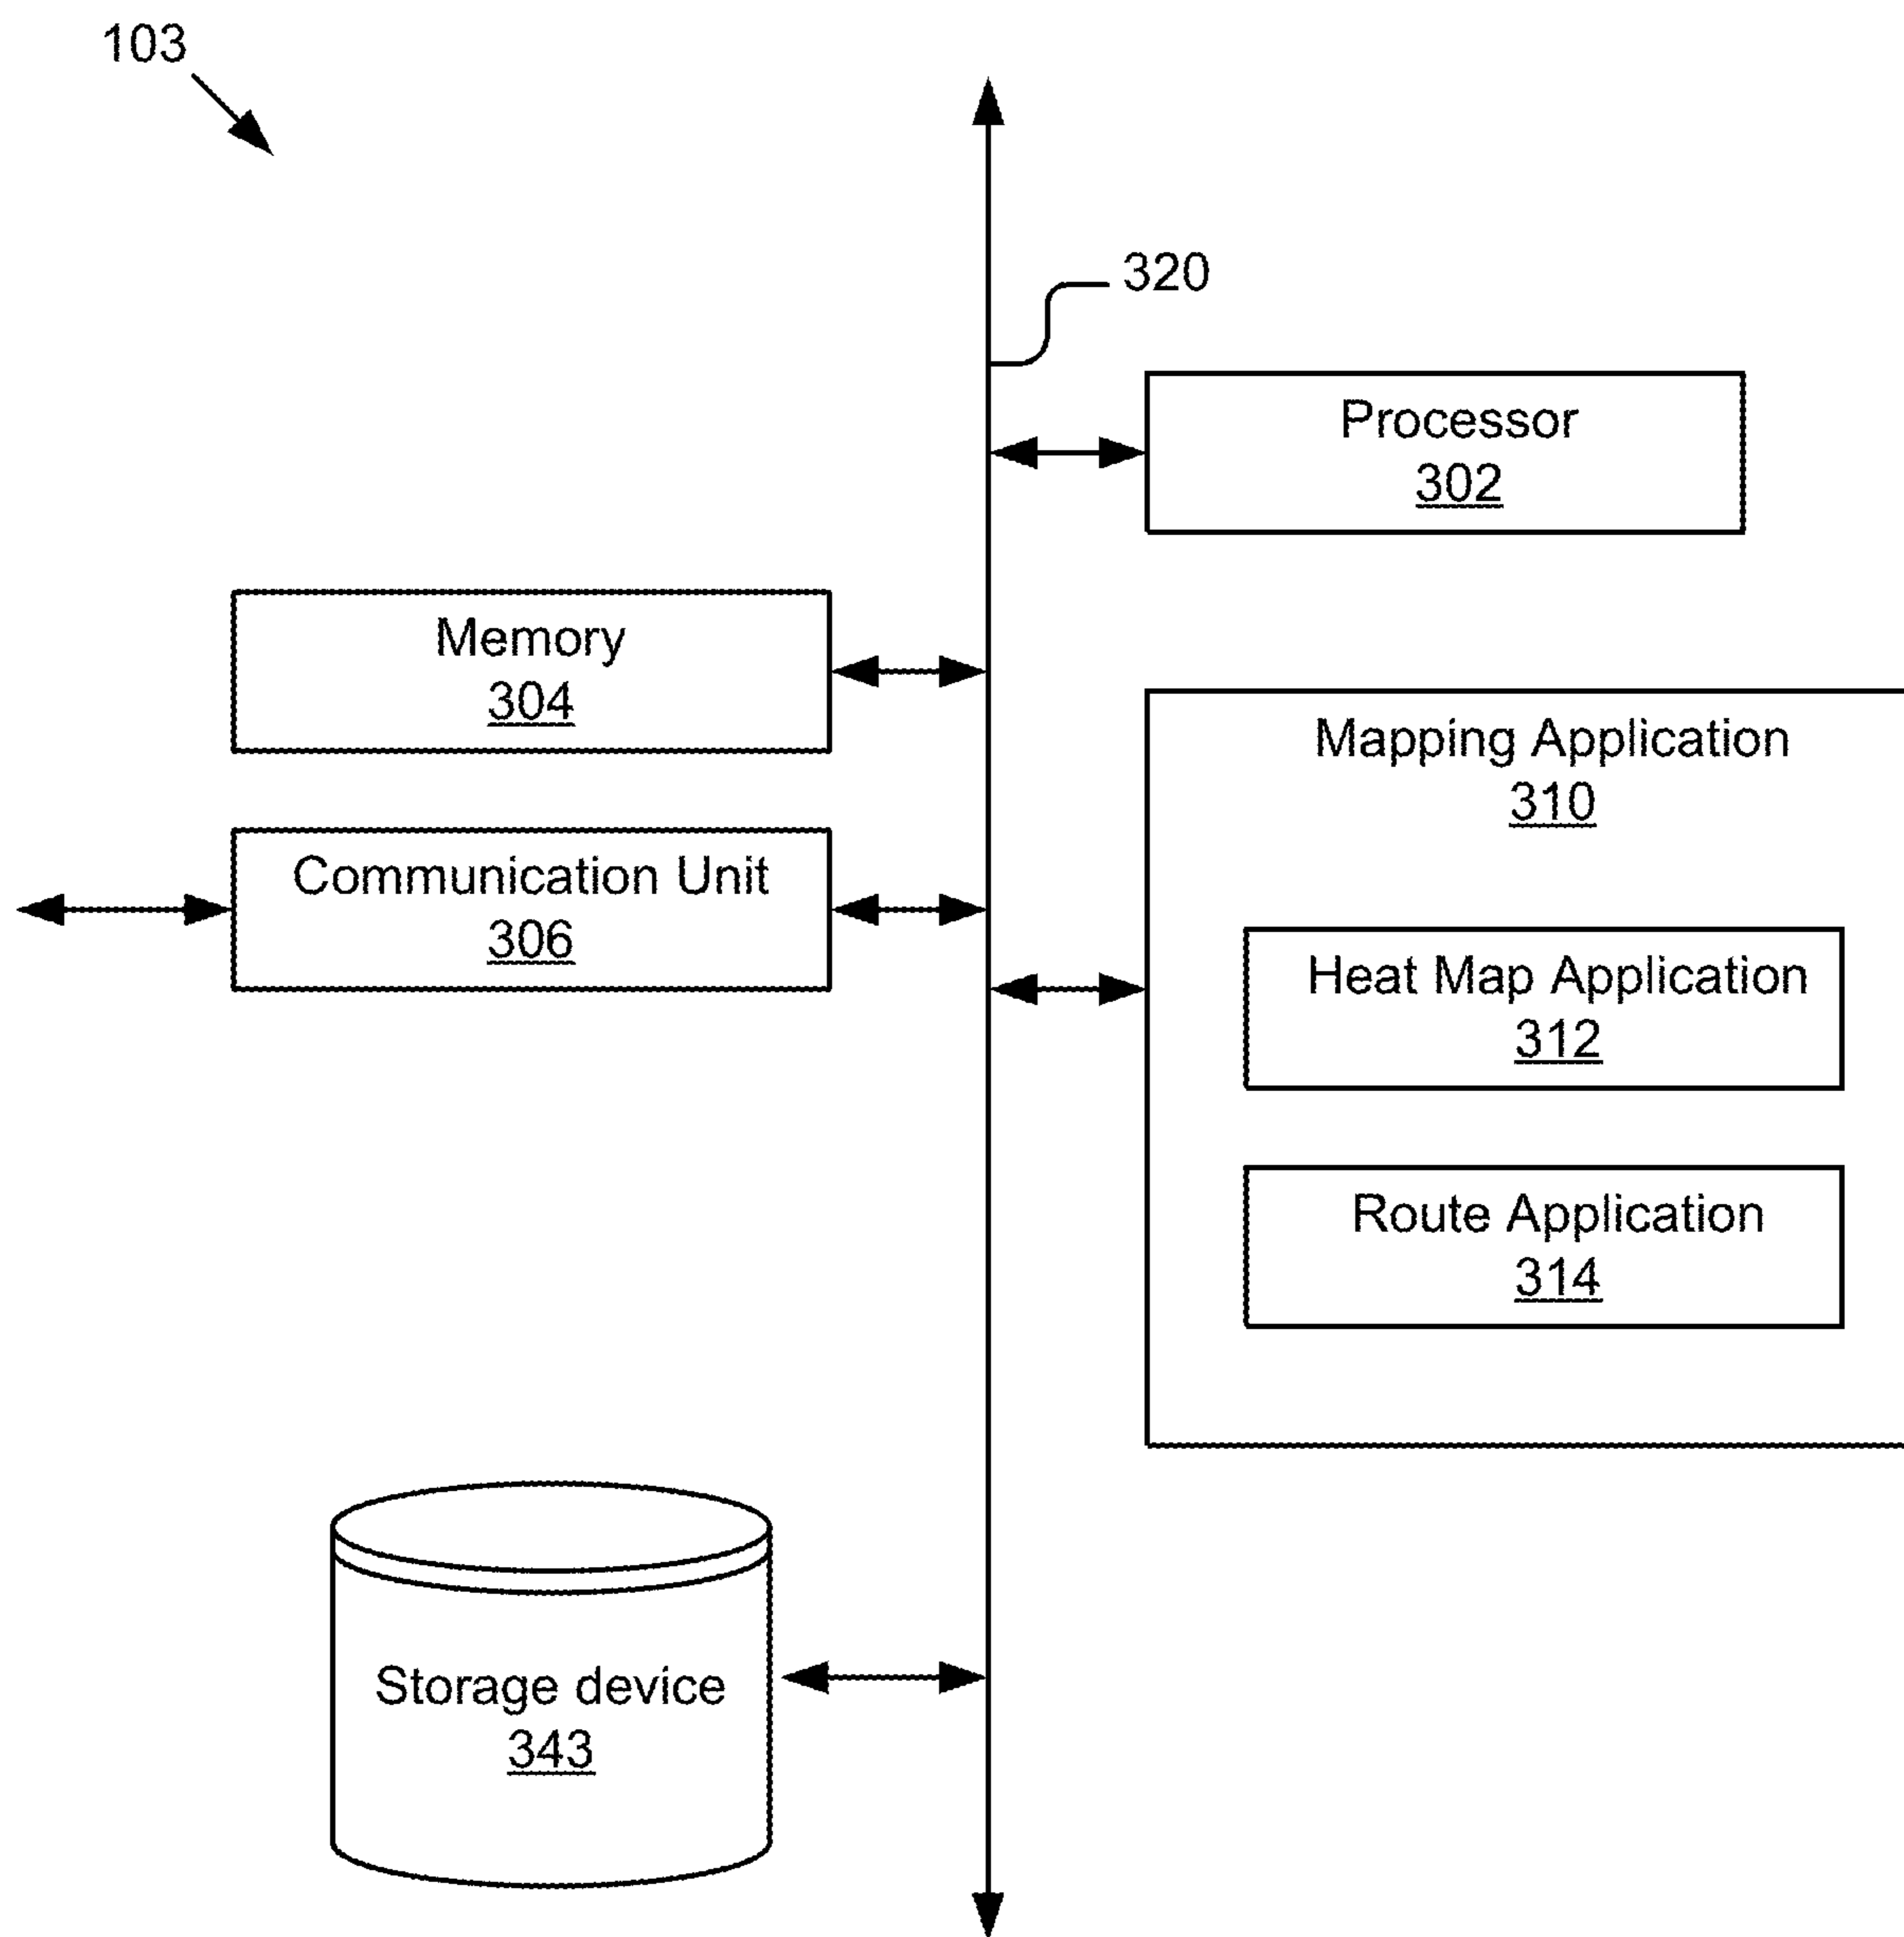 103
320
Processor
302
Memory
304
Mapping Application
310
Communication Unit
306
Heat Map Application
312
Route Application
314
Storage device
343